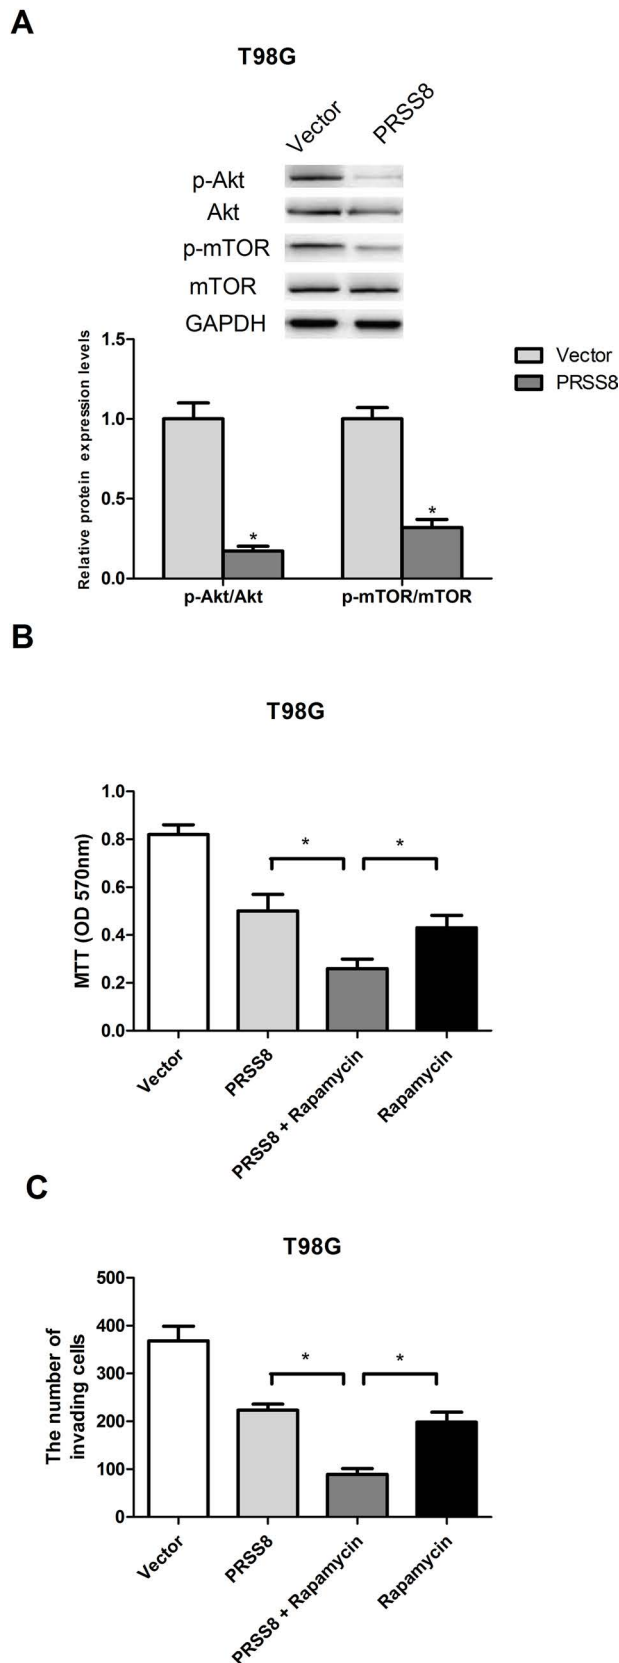 A
T98G
Vector PRSS8
p-Akt
Akt
p-mTOR
mTOR
GAPDH
Vector
PRSS8
Relative protein expression levels
1.5
1.0
0.5
0.0
*
*
p-Akt/Akt p-mTOR/mTOR
B
T98G
MTT (OD 570nm)
1.0
0.8
0.6
0.4
0.2
0.0
* *
Vector PRSS8 PRSS8 + Rapamycin Rapamycin
C
T98G
The number of
invading cells
500
400
300
200
100
0
* *
Vector PRSS8 PRSS8 + Rapamycin Rapamycin